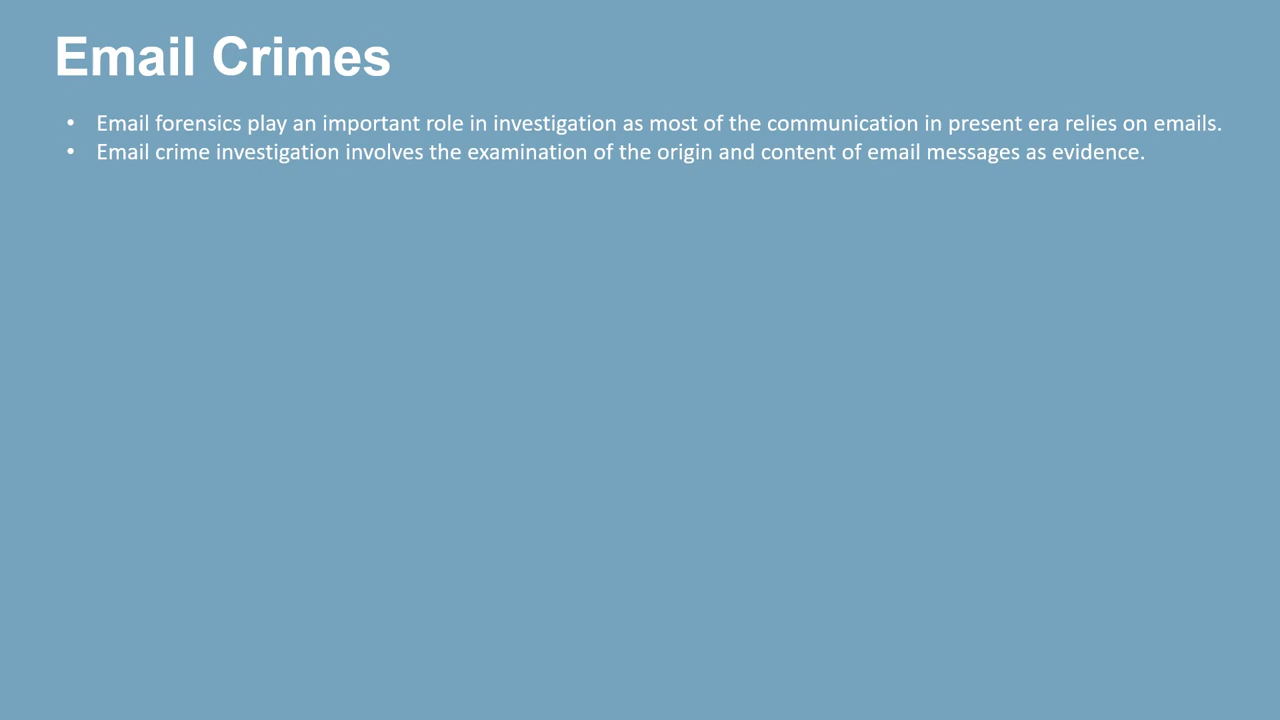 Email Crimes
• Email forensics play an important role in investigation as most of the communication in present era relies on emails.
• Email crime investigation involves the examination of the origin and content of email messages as evidence.